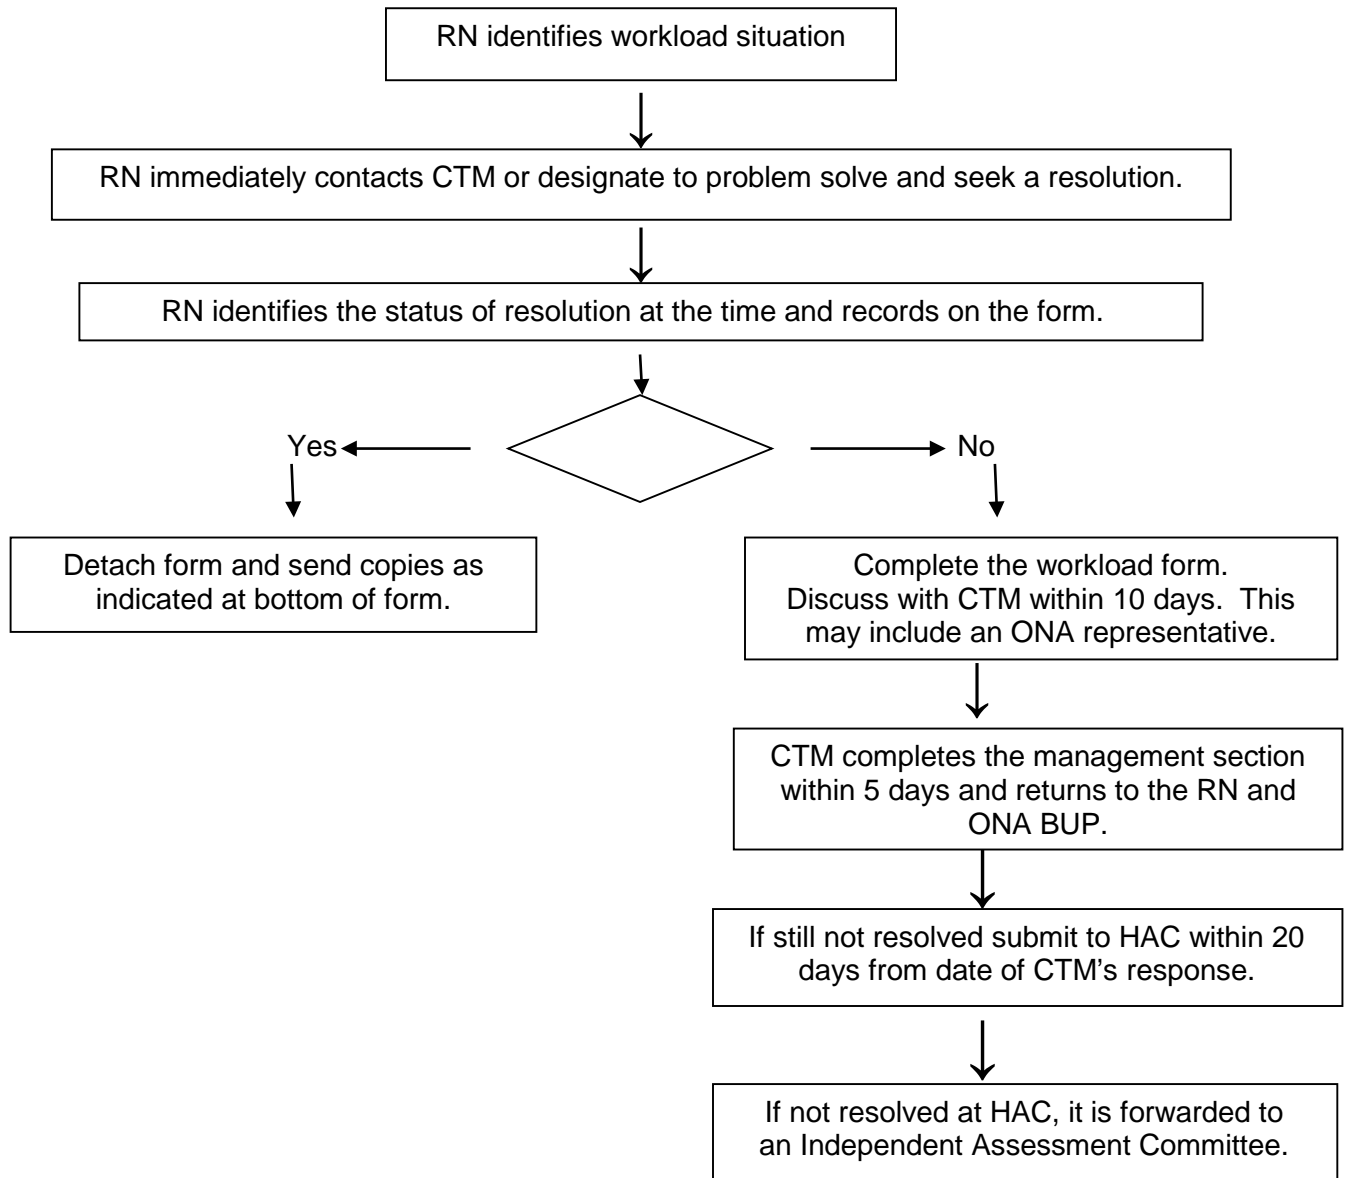 RN identifies workload situation
RN immediately contacts CTM or designate to problem solve and seek a resolution.
RN identifies the status of resolution at the time and records on the form.
Yes
No
Detach form and send copies as
indicated at bottom of form.
Complete the workload form.
Discuss with CTM within 10 days.  This
may include an ONA representative.
CTM completes the management section
within 5 days and returns to the RN and
ONA BUP.
If still not resolved submit to HAC within 20
days from date of CTM’s response.
If not resolved at HAC, it is forwarded to
an Independent Assessment Committee.